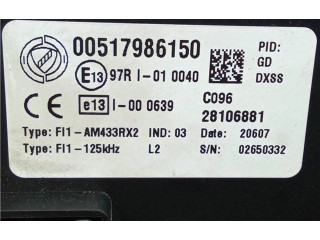 00517986150
PID:
GD
DXSS
E13 97R I-01 0040
CE e13 I-00 0639
C096
28106881
Type: FI1-AM433RX2 IND: 03 Date: 20607
Type: FI1-125kHz L2 S/N: 02650332